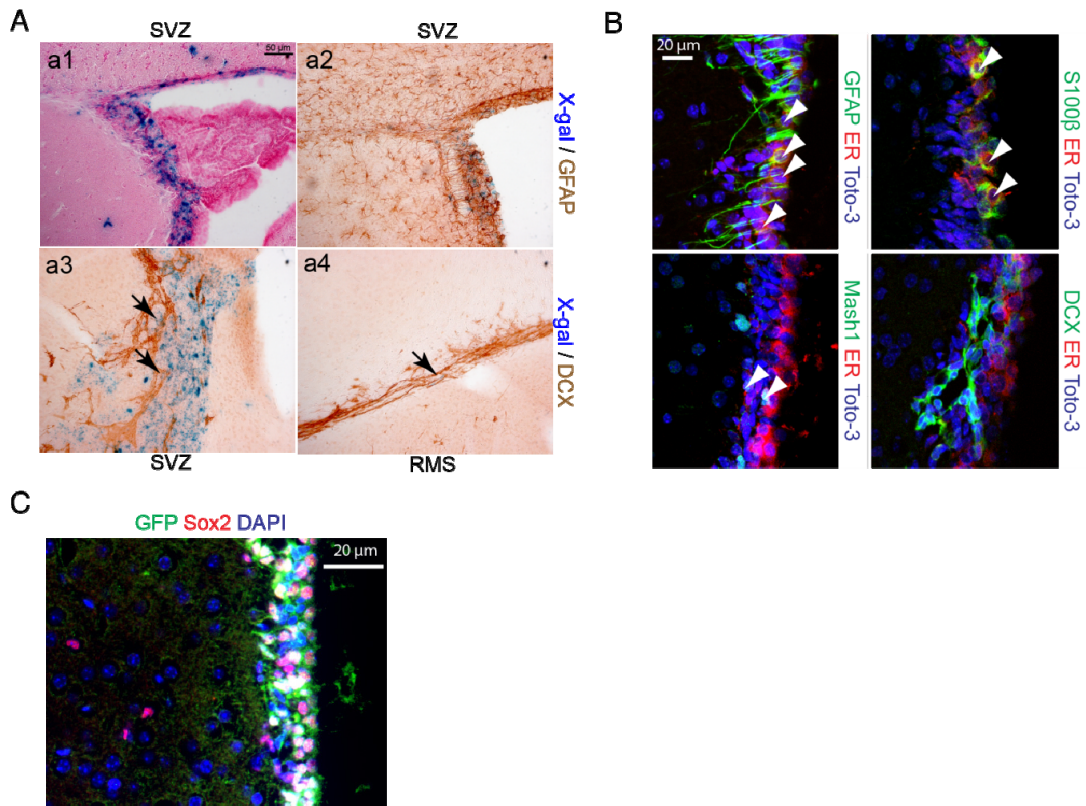 A
SVZ
SVZ
a1
50 µm
a2
X-gal / GFAP
a3
a4
X-gal / DCX
SVZ
RMS
B
20 µm
GFAP ER Toto-3
S100β ER Toto-3
Mash1 ER Toto-3
DCX ER Toto-3
C
GFP Sox2 DAPI
20 µm